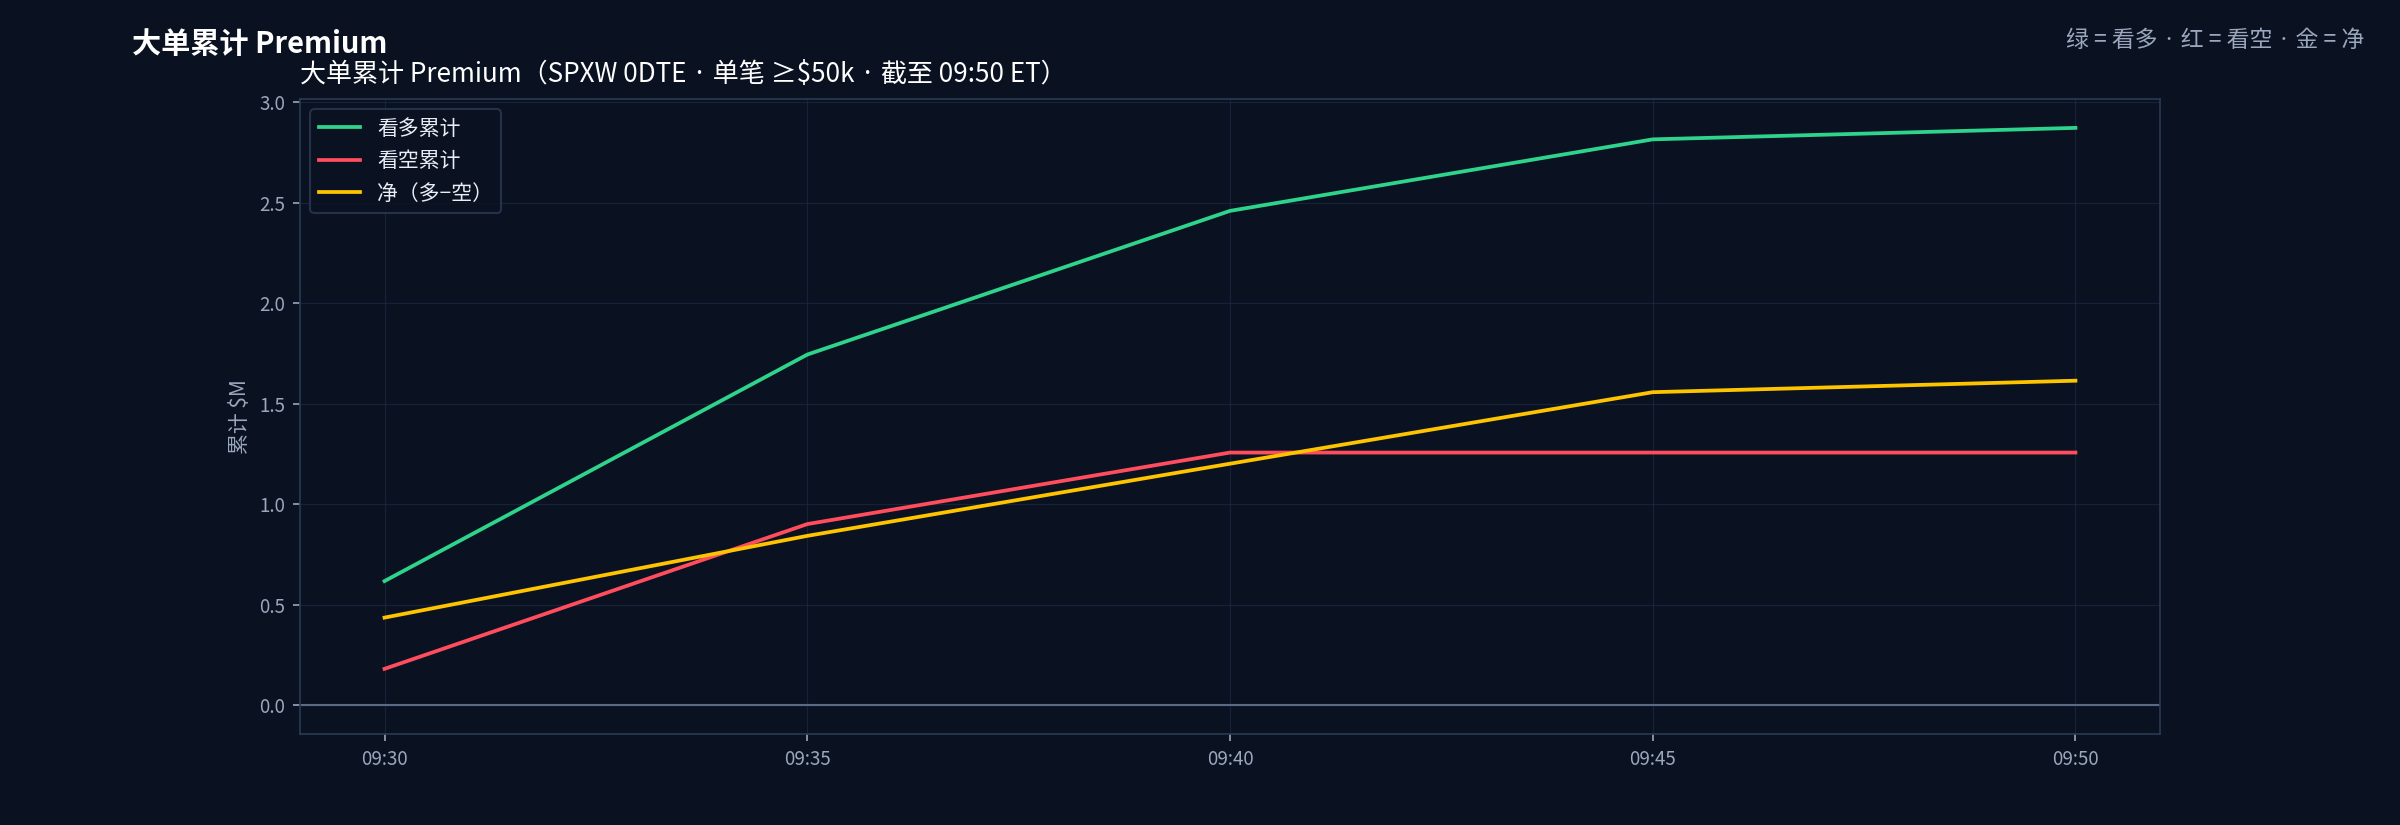 大单累计 Premium
绿 = 看多 · 红 = 看空 · 金 = 净
大单累计 Premium（SPXW 0DTE · 单笔 ≥$50k · 截至 09:50 ET）
看多累计
看空累计
净（多−空）
累计 $M
3.0
2.5
2.0
1.5
1.0
0.5
0.0
09:30 09:35 09:40 09:45 09:50